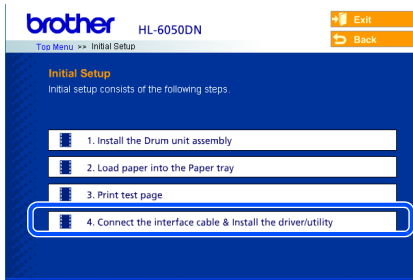 brother HL-6050DN
Exit
Back
Top Menu >> Initial Setup
Initial Setup
Initial setup consists of the following steps.
1. Install the Drum unit assembly
2. Load paper into the Paper tray
3. Print test page
4. Connect the interface cable & Install the driver/utility